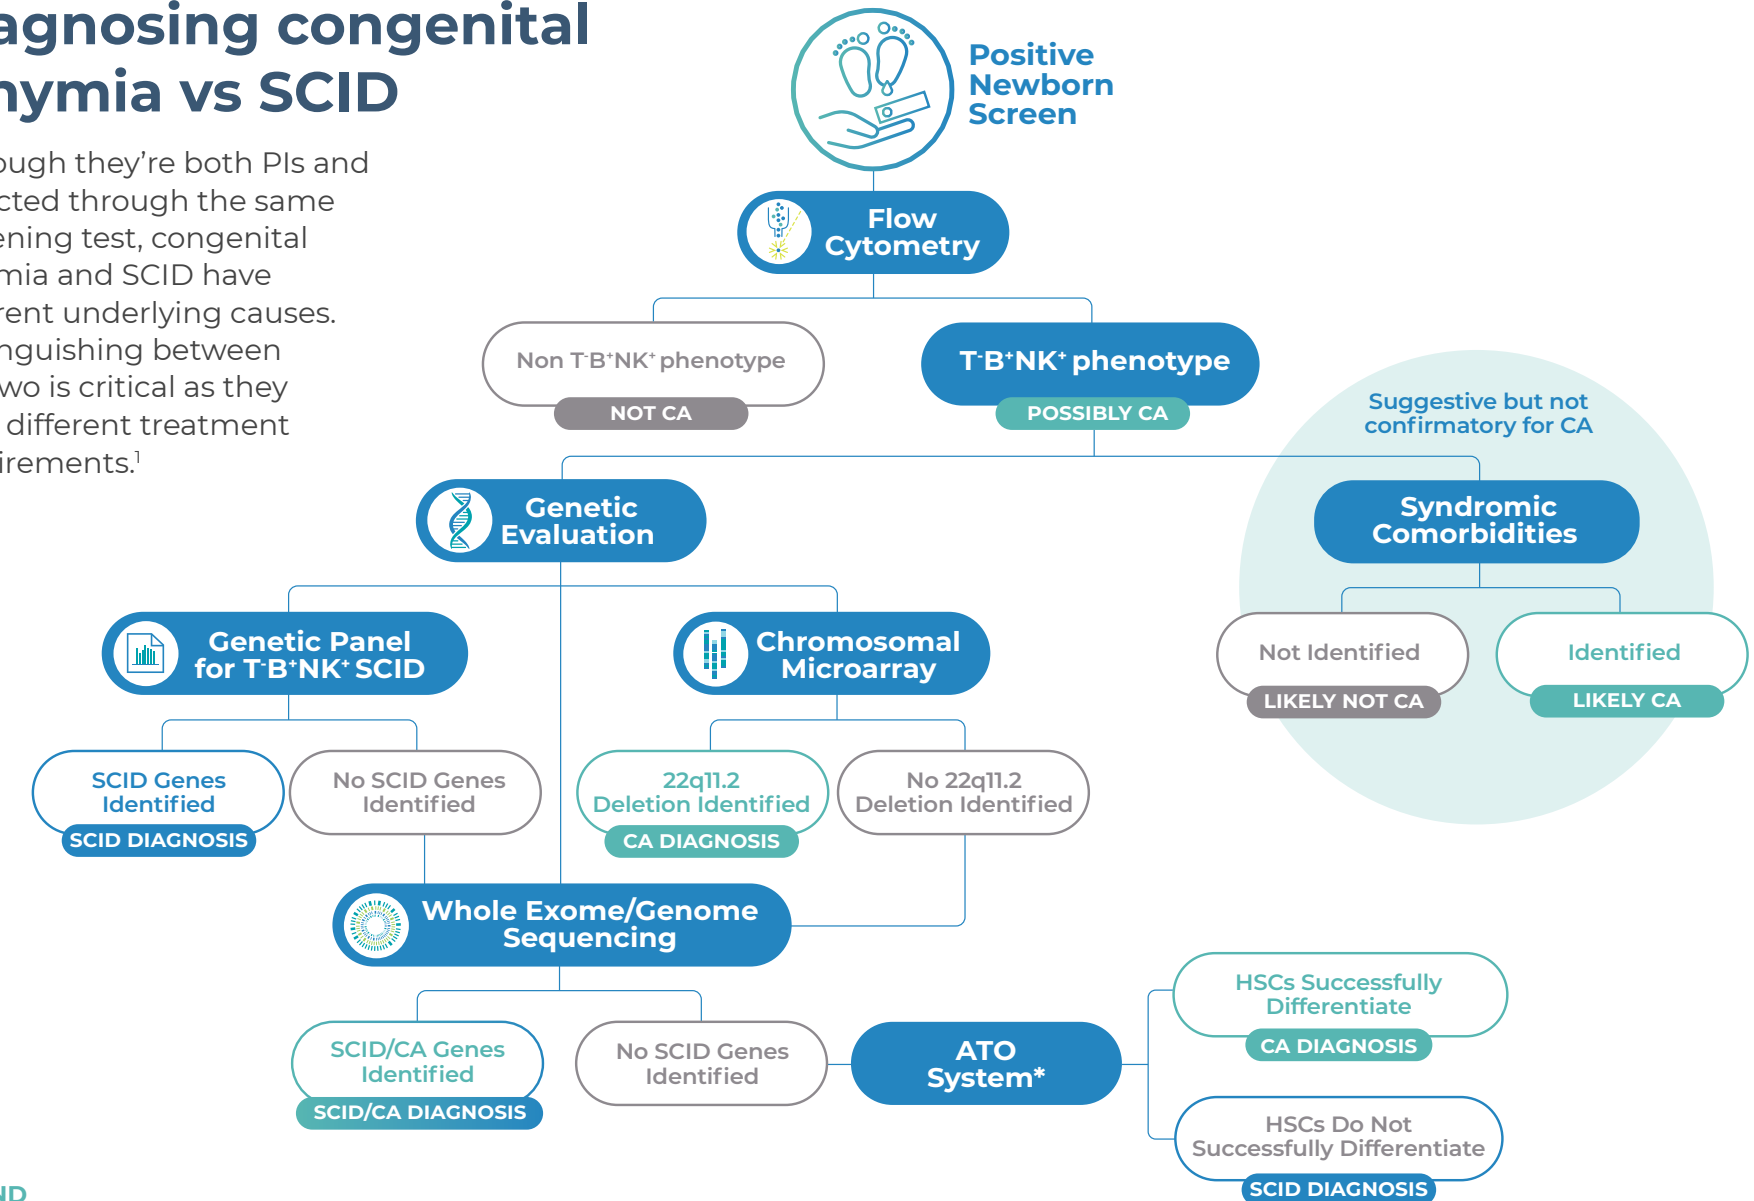 agnosing congenital
hymia vs SCID
ough they’re both PIs and
cted through the same
ening test, congenital
mia and SCID have
rent underlying causes.
nguishing between
two is critical as they
different treatment
irements.¹
Positive
Newborn
Screen
Flow
Cytometry
Non T⁻B⁺NK⁺ phenotype
NOT CA
T⁻B⁺NK⁺ phenotype
POSSIBLY CA
Suggestive but not
confirmatory for CA
Genetic
Evaluation
Syndromic
Comorbidities
Not Identified
LIKELY NOT CA
Identified
LIKELY CA
Genetic Panel
for T⁻B⁺NK⁺ SCID
Chromosomal
Microarray
SCID Genes
Identified
SCID DIAGNOSIS
No SCID Genes
Identified
22q11.2
Deletion Identified
CA DIAGNOSIS
No 22q11.2
Deletion Identified
Whole Exome/Genome
Sequencing
SCID/CA Genes
Identified
SCID/CA DIAGNOSIS
No SCID Genes
Identified
ATO
System*
HSCs Successfully
Differentiate
CA DIAGNOSIS
HSCs Do Not
Successfully Differentiate
SCID DIAGNOSIS